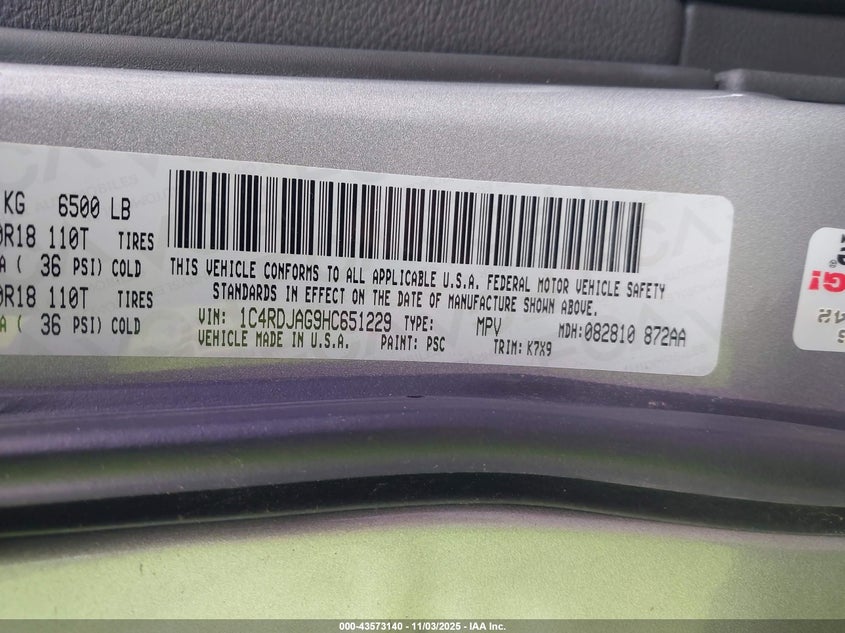 KG 6500 LB
R18 110T TIRES
A ( 36 PSI) COLD
R18 110T TIRES
A ( 36 PSI) COLD
THIS VEHICLE CONFORMS TO ALL APPLICABLE U.S.A. FEDERAL MOTOR VEHICLE SAFETY
STANDARDS IN EFFECT ON THE DATE OF MANUFACTURE SHOWN ABOVE.
VIN: 1C4RDJAG9HC651229 TYPE: MPV MDH:082810 872AA
VEHICLE MADE IN U.S.A. PAINT: PSC TRIM: K7X9
000-43573140 - 11/03/2025 - IAA Inc.